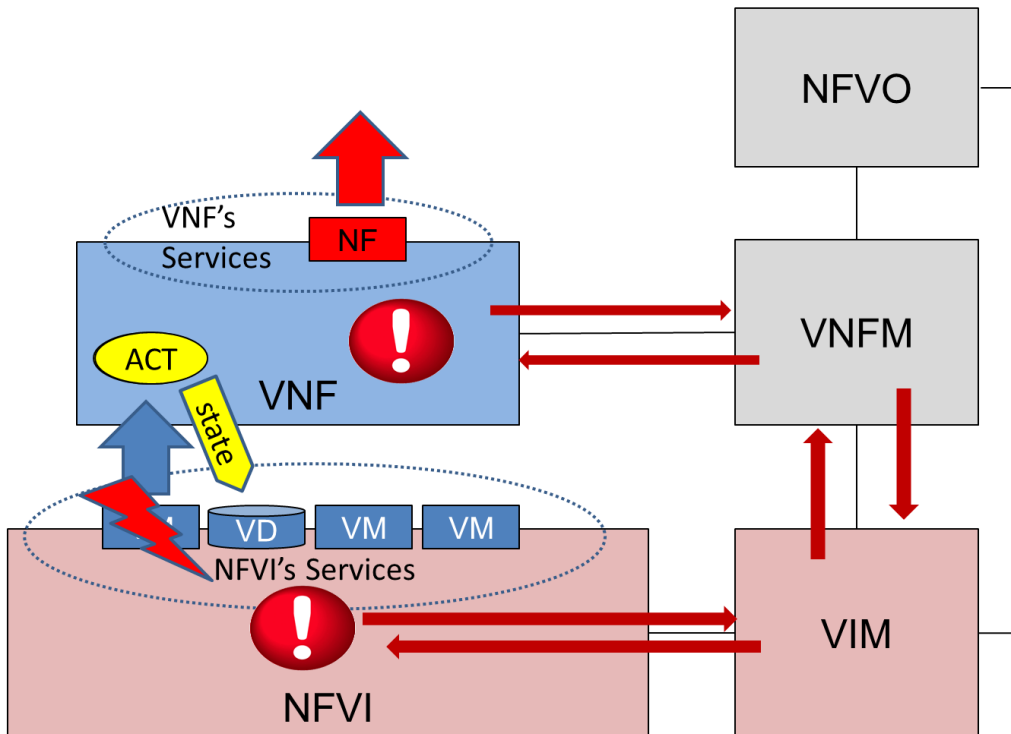 NFVO
VNF's
Services
NF
VNFM
ACT
VNF
state
VD
VM
VM
NFVI's Services
VIM
NFVI